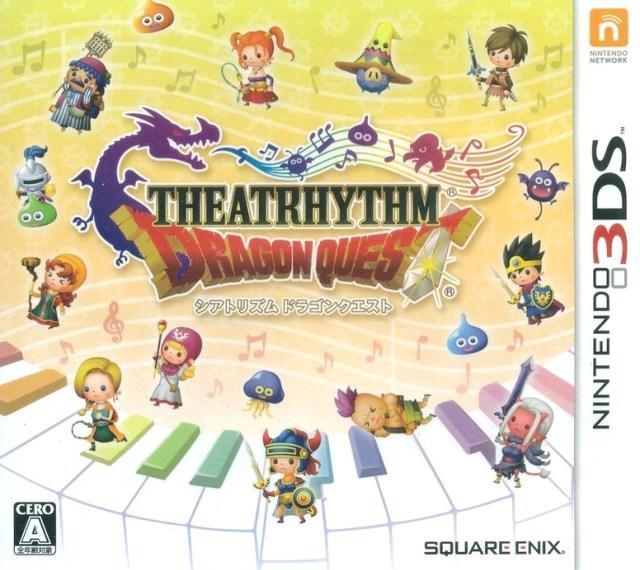 NINTENDO
NETWORK
NINTENDO 3DS™
THEATRHYTHM®
DRAGON QUEST®
シアトリズム ドラゴンクエスト
CERO
A
全年齢対象
SQUARE ENIX®